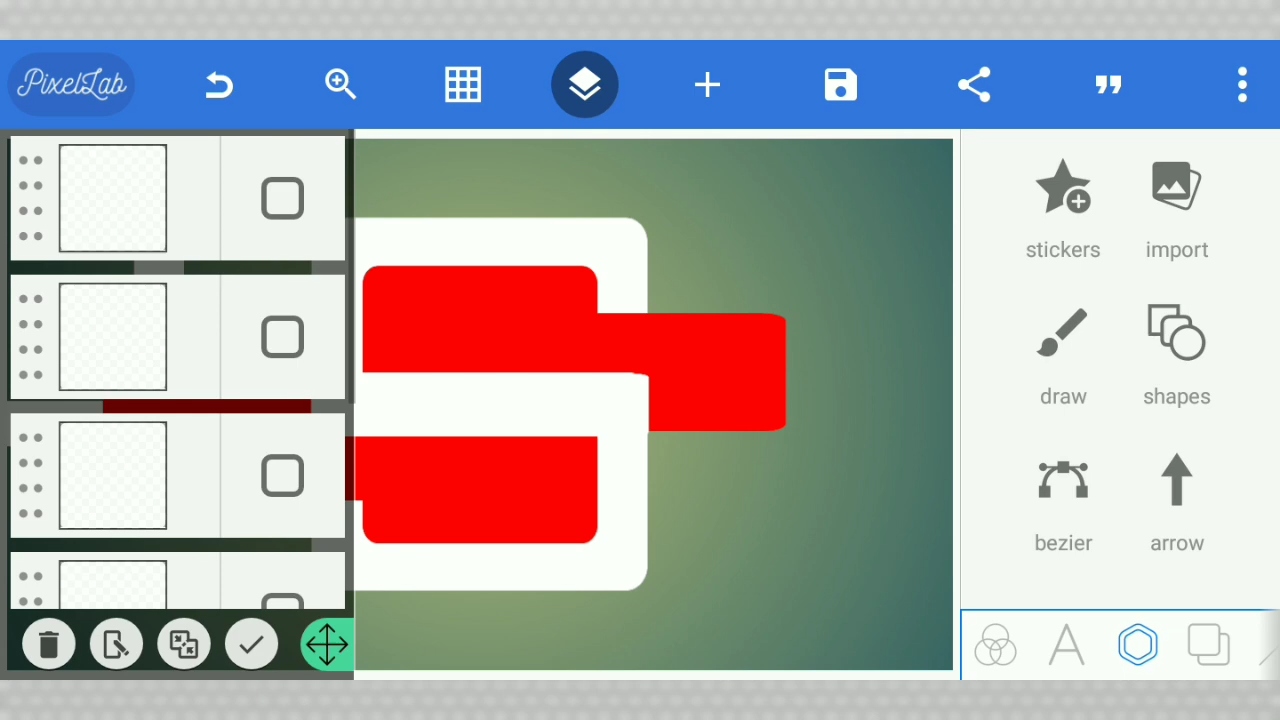 PixelLab
stickers
import
draw
shapes
bezier
arrow